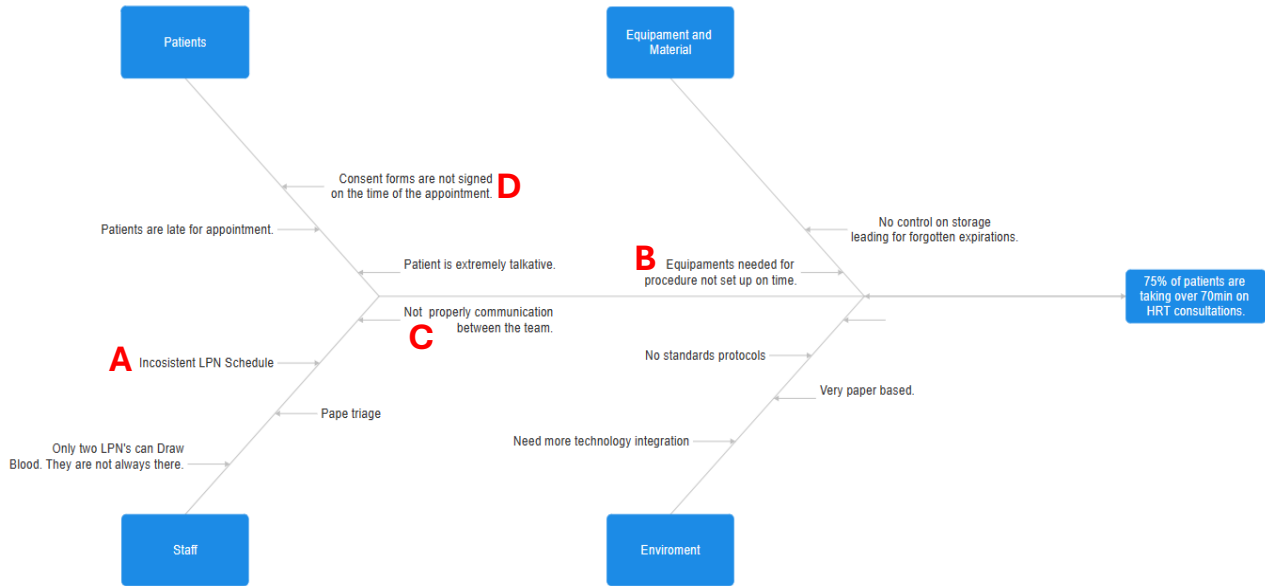 Patients
Equipament and
Material
Consent forms are not signed
on the time of the appointment.
D
Patients are late for appointment.
No control on storage
leading for forgotten expirations.
Patient is extremely talkative.
B
Equipaments needed for
procedure not set up on time.
75% of patients are
taking over 70min on
HRT consultations.
Not properly communication
between the team.
C
A
Incosistent LPN Schedule
No standards protocols
Very paper based.
Pape triage
Need more technology integration
Only two LPN's can Draw
Blood. They are not always there.
Staff
Enviroment